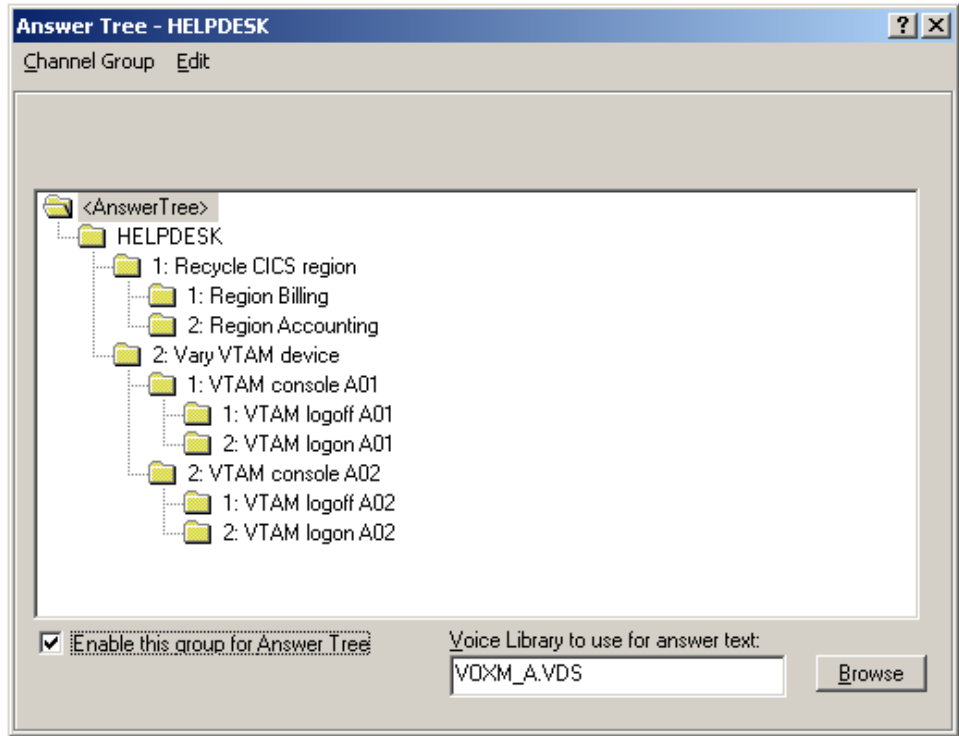 Answer Tree - HELPDESK
Channel Group Edit
<AnswerTree>
HELPDESK
1: Recycle CICS region
1: Region Billing
2: Region Accounting
2: Vary VTAM device
1: VTAM console A01
1: VTAM logoff A01
2: VTAM logon A01
2: VTAM console A02
1: VTAM logoff A02
2: VTAM logon A02
Enable this group for Answer Tree
Voice Library to use for answer text:
VOXM_A.VDS
Browse